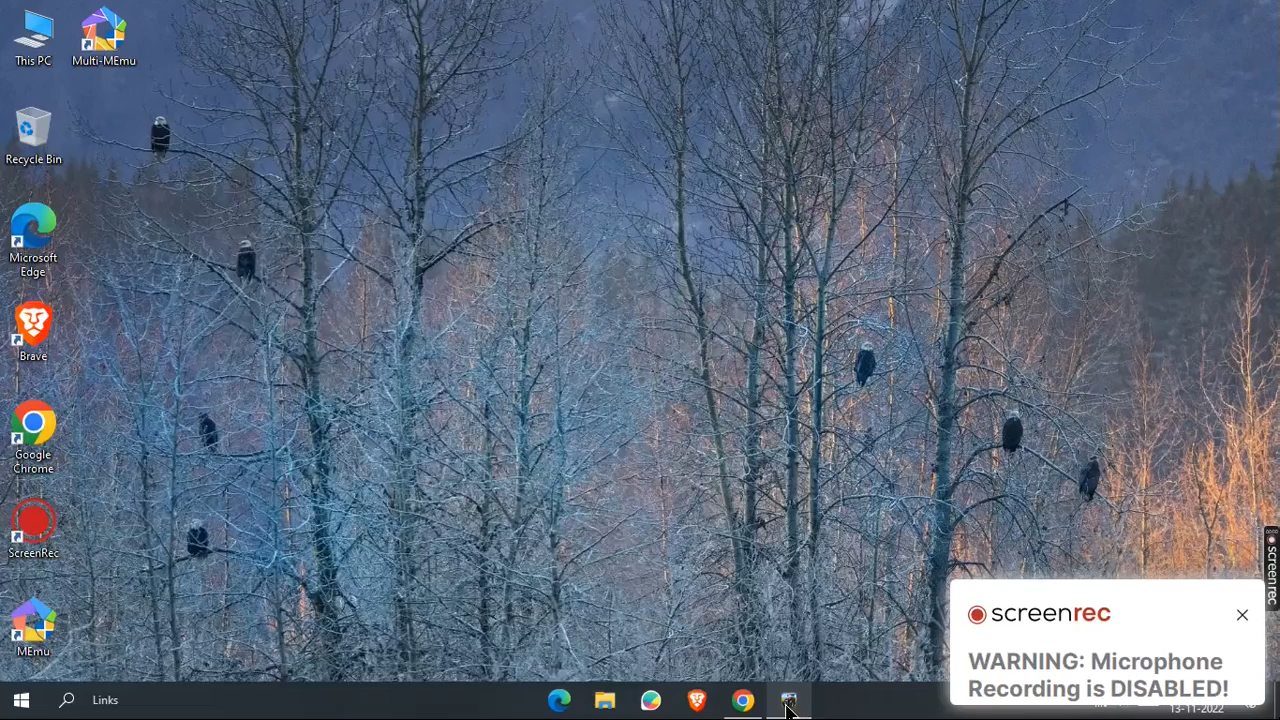 This PC
Multi-MEmu
Recycle Bin
Microsoft
Edge
Brave
Google
Chrome
ScreenRec
MEmu
screenrec
screenrec
WARNING: Microphone
Recording is DISABLED!
Links
13-11-2022